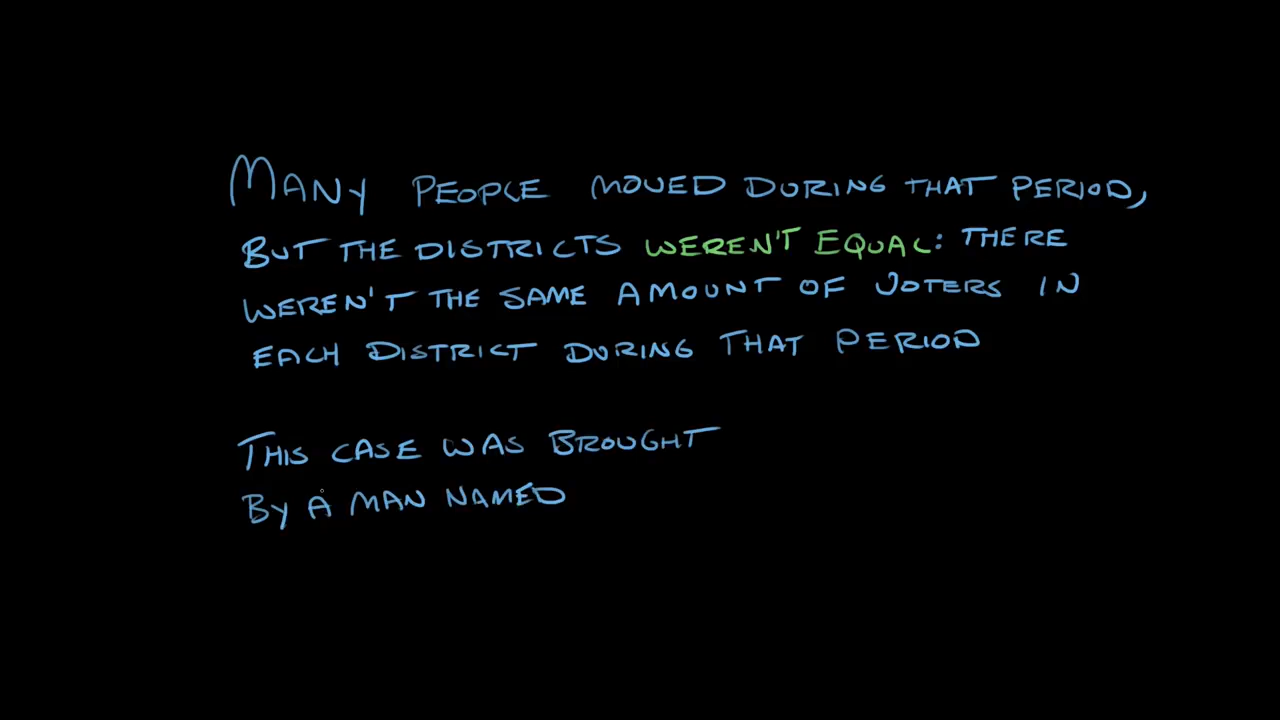 MANY PEOPLE MOVED DURING THAT PERIOD,
BUT THE DISTRICTS WEREN'T EQUAL: THERE
WEREN'T THE SAME AMOUNT OF VOTERS IN
EACH DISTRICT DURING THAT PERIOD
THIS CASE WAS BROUGHT
BY A MAN NAMED